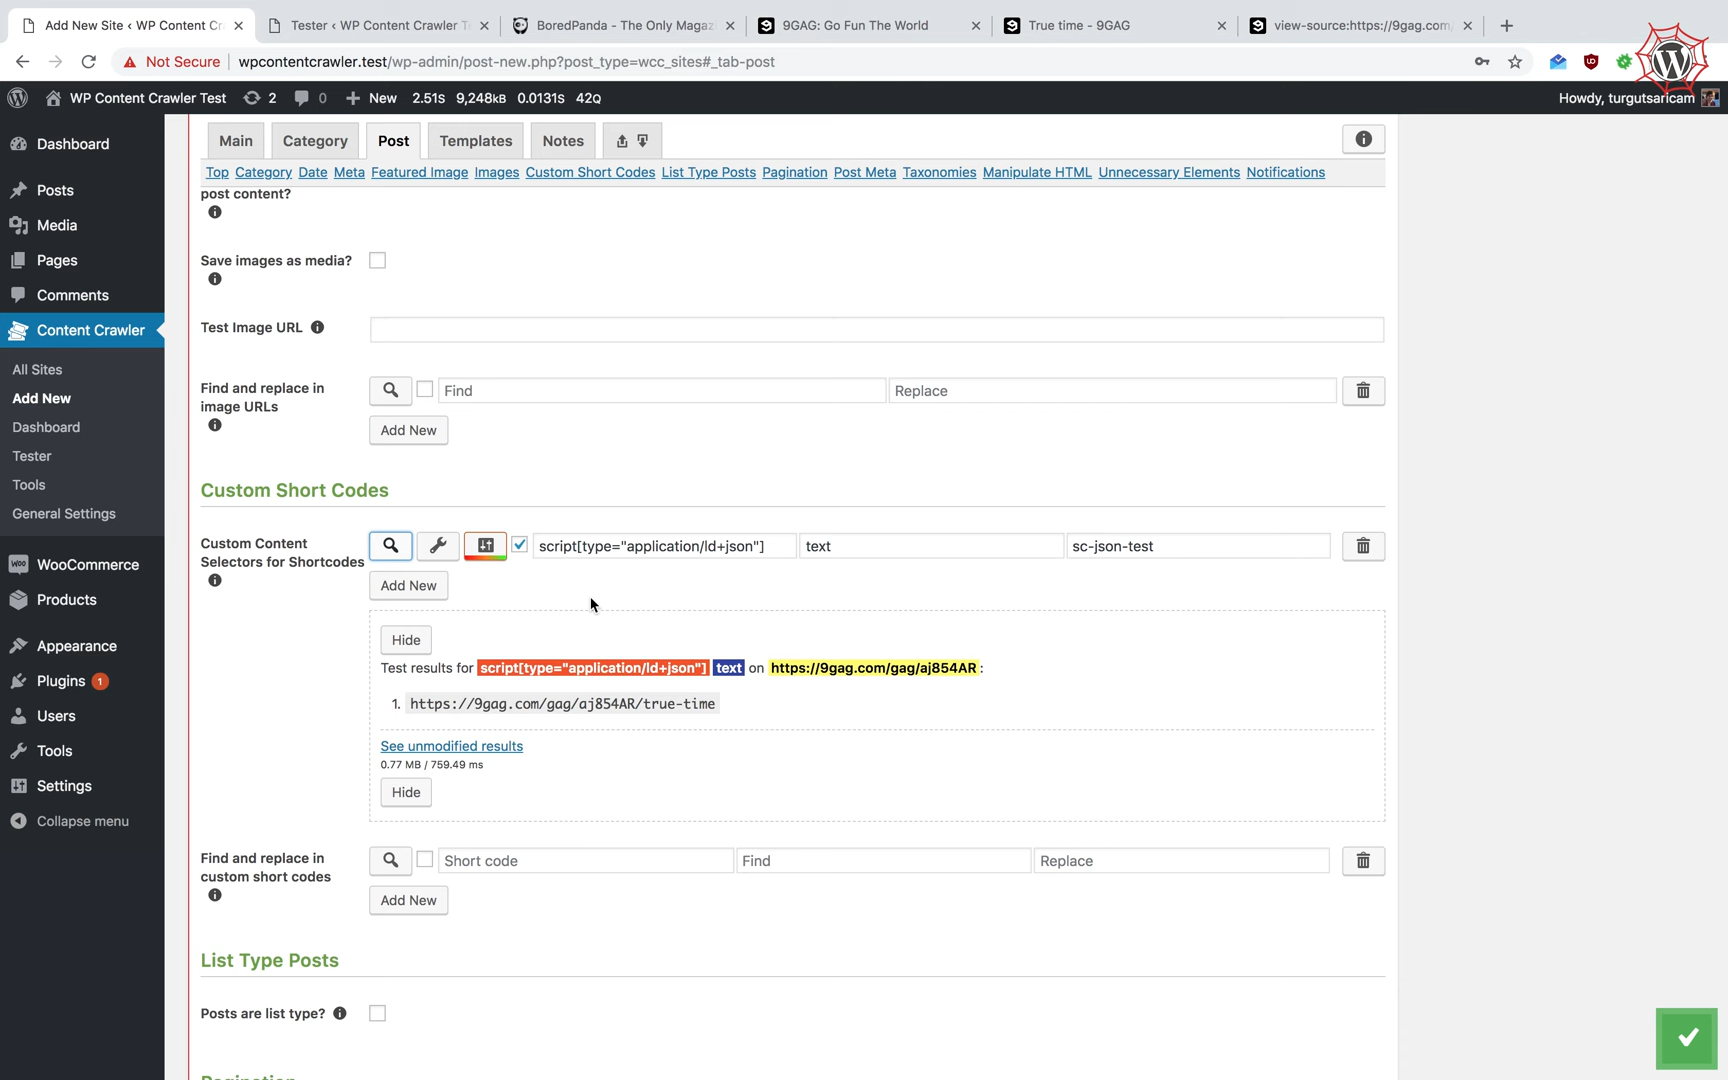 Add New Site ‹ WP Content Cr
Tester ‹ WP Content Crawler T
BoredPanda - The Only Magaz
9GAG: Go Fun The World
True time - 9GAG
view-source:https://9gag.com/
Not Secure
wpcontentcrawler.test/wp-admin/post-new.php?post_type=wcc_sites#_tab-post
WP Content Crawler Test
2
0
New
2.51s 9,248kB 0.0131s 42Q
Howdy, turgutsaricam
Dashboard
Posts
Media
Pages
Comments
Content Crawler
All Sites
Add New
Dashboard
Tester
Tools
General Settings
WooCommerce
Products
Appearance
Plugins 1
Users
Tools
Settings
Collapse menu
Main
Category
Post
Templates
Notes
Top Category Date Meta Featured Image Images Custom Short Codes List Type Posts Pagination Post Meta Taxonomies Manipulate HTML Unnecessary Elements Notifications
post content?
Save images as media?
Test Image URL
Find and replace in
image URLs
Find
Replace
Add New
Custom Short Codes
Custom Content
Selectors for Shortcodes
script[type="application/ld+json"]
text
sc-json-test
Add New
Hide
Test results for script[type="application/ld+json"] text on https://9gag.com/gag/aj854AR :
1. https://9gag.com/gag/aj854AR/true-time
See unmodified results
0.77 MB / 759.49 ms
Hide
Find and replace in
custom short codes
Short code
Find
Replace
Add New
List Type Posts
Posts are list type?